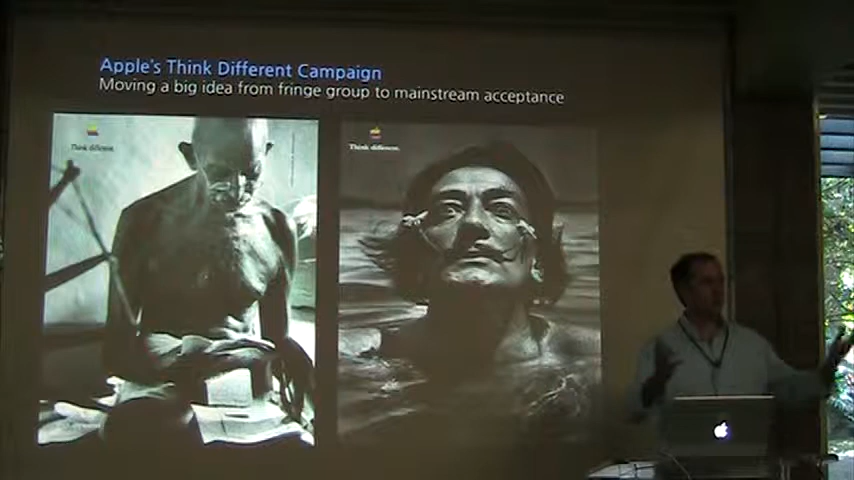 Apple's Think Different Campaign
Moving a big idea from fringe group to mainstream acceptance
Think different.
Think different.